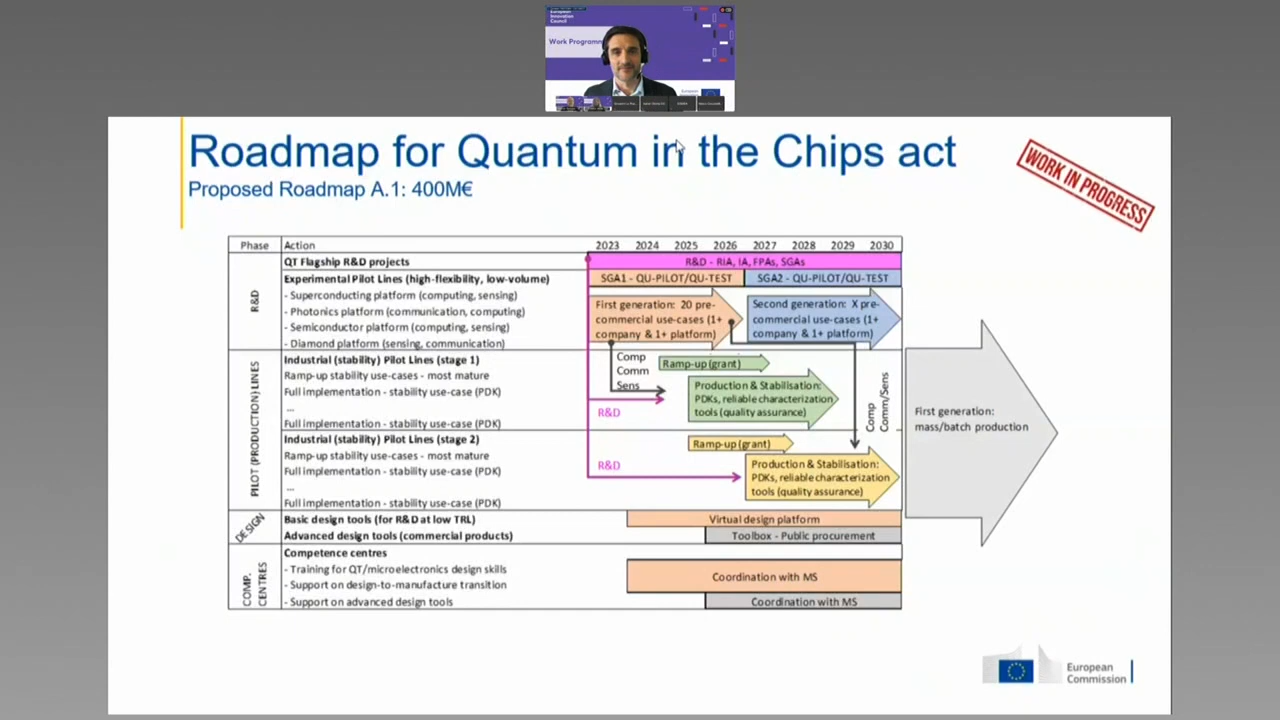 European
Innovation
Council
Work Programm
Roadmap for Quantum in the Chips act
Proposed Roadmap A.1: 400M€
WORK IN PROGRESS
Phase Action 2023 2024 2025 2026 2027 2028 2029 2030
R&D
QT Flagship R&D projects
R&D - RIA, IA, FPAs, SGAs
Experimental Pilot Lines (high-flexibility, low-volume)
SGA1 - QU-PILOT/QU-TEST
SGA2 - QU-PILOT/QU-TEST
- Superconducting platform (computing, sensing)
- Photonics platform (communication, computing)
- Semiconductor platform (computing, sensing)
- Diamond platform (sensing, communication)
First generation: 20 pre-
commercial use-cases (1+
company & 1+ platform)
Second generation: X pre-
commercial use-cases (1+
company & 1+ platform)
PILOT (PRODUCTION) LINES
Industrial (stability) Pilot Lines (stage 1)
Ramp-up stability use-cases - most mature
Full implementation - stability use-case (PDK)
...
Full implementation - stability use-case (PDK)
Comp
Comm
Sens
R&D
Ramp-up (grant)
Production & Stabilisation:
PDKs, reliable characterization
tools (quality assurance)
Comp
Comm/Sens
Industrial (stability) Pilot Lines (stage 2)
Ramp-up stability use-cases - most mature
Full implementation - stability use-case (PDK)
...
Full implementation - stability use-case (PDK)
R&D
Ramp-up (grant)
Production & Stabilisation:
PDKs, reliable characterization
tools (quality assurance)
First generation:
mass/batch production
DESIGN
Basic design tools (for R&D at low TRL)
Virtual design platform
Advanced design tools (commercial products)
Toolbox - Public procurement
COMP.
CENTRES
Competence centres
- Training for QT/microelectronics design skills
- Support on design-to-manufacture transition
Coordination with MS
- Support on advanced design tools
Coordination with MS
European
Commission